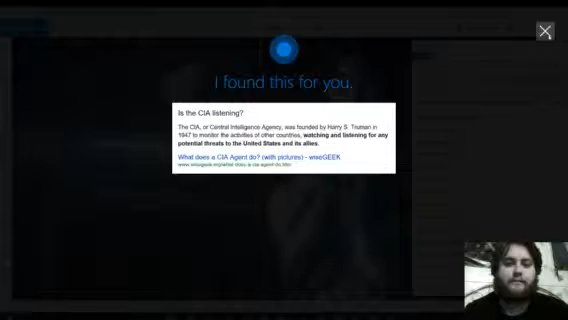 I found this for you.
Is the CIA listening?
The CIA, or Central Intelligence Agency, was founded by Harry S. Truman in
1947 to monitor the activities of other countries, watching and listening for any
potential threats to the United States and its allies.
What does a CIA Agent do? (with pictures) - wiseGEEK